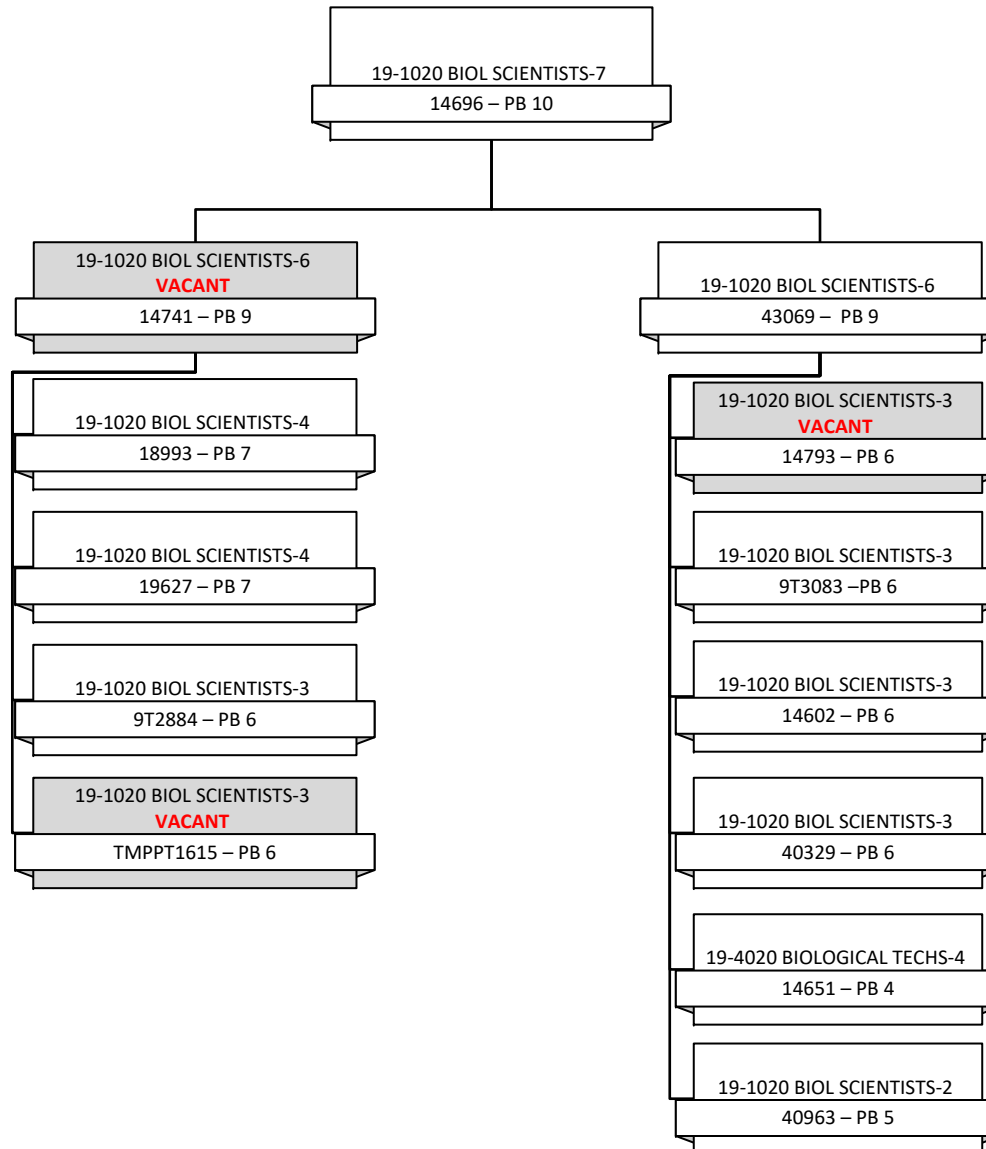 19-1020 BIOL SCIENTISTS-7
14696 – PB 10
19-1020 BIOL SCIENTISTS-6
VACANT
14741 – PB 9
19-1020 BIOL SCIENTISTS-4
18993 – PB 7
19-1020 BIOL SCIENTISTS-4
19627 – PB 7
19-1020 BIOL SCIENTISTS-3
9T2884 – PB 6
19-1020 BIOL SCIENTISTS-3
VACANT
TMPPT1615 – PB 6
19-1020 BIOL SCIENTISTS-6
43069 – PB 9
19-1020 BIOL SCIENTISTS-3
VACANT
14793 – PB 6
19-1020 BIOL SCIENTISTS-3
9T3083 –PB 6
19-1020 BIOL SCIENTISTS-3
14602 – PB 6
19-1020 BIOL SCIENTISTS-3
40329 – PB 6
19-4020 BIOLOGICAL TECHS-4
14651 – PB 4
19-1020 BIOL SCIENTISTS-2
40963 – PB 5